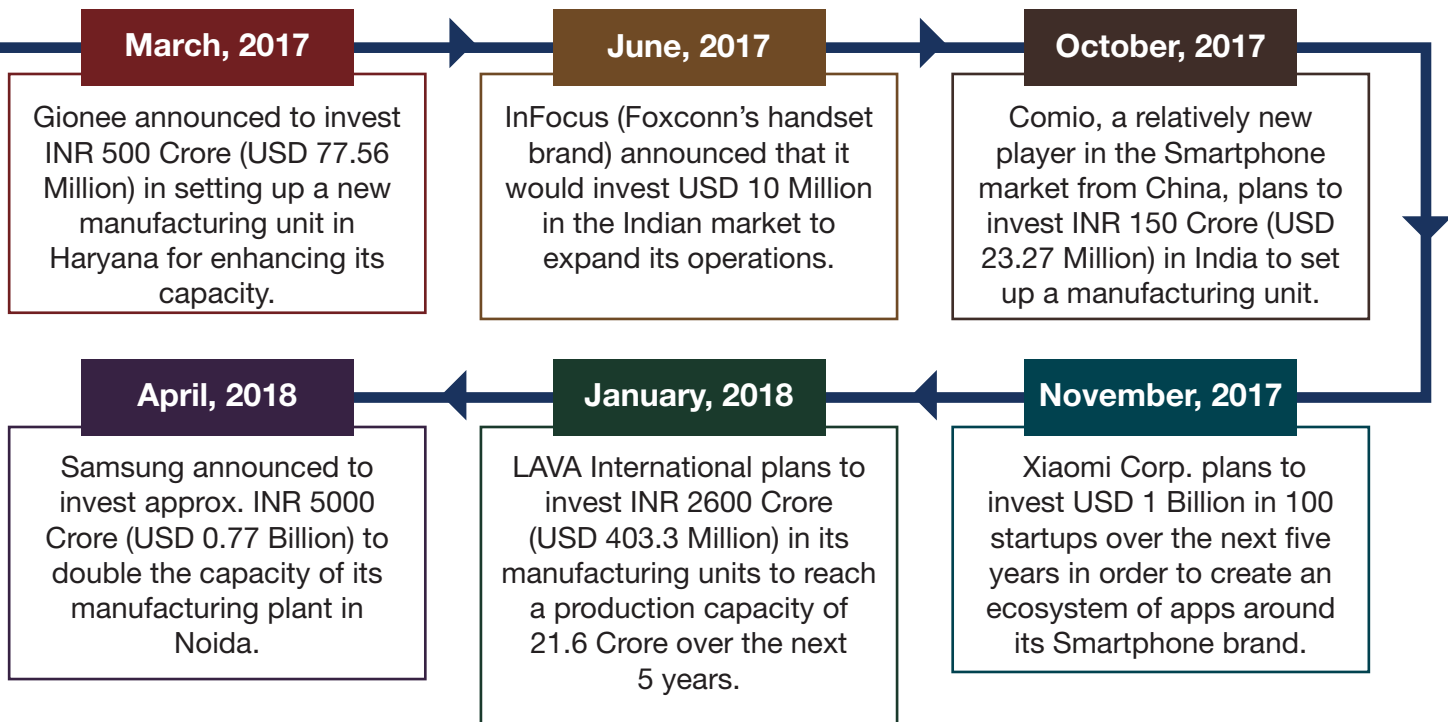 March, 2017
Gionee announced to invest
INR 500 Crore (USD 77.56
Million) in setting up a new
manufacturing unit in
Haryana for enhancing its
capacity.
June, 2017
InFocus (Foxconn’s handset
brand) announced that it
would invest USD 10 Million
in the Indian market to
expand its operations.
October, 2017
Comio, a relatively new
player in the Smartphone
market from China, plans to
invest INR 150 Crore (USD
23.27 Million) in India to set
up a manufacturing unit.
November, 2017
Xiaomi Corp. plans to
invest USD 1 Billion in 100
startups over the next five
years in order to create an
ecosystem of apps around
its Smartphone brand.
January, 2018
LAVA International plans to
invest INR 2600 Crore
(USD 403.3 Million) in its
manufacturing units to reach
a production capacity of
21.6 Crore over the next
5 years.
April, 2018
Samsung announced to
invest approx. INR 5000
Crore (USD 0.77 Billion) to
double the capacity of its
manufacturing plant in
Noida.